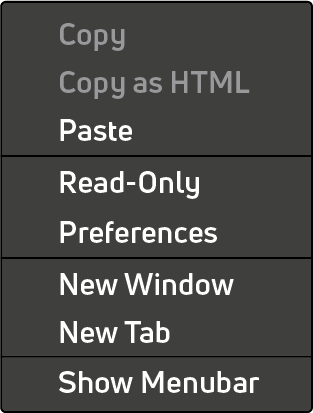 Copy
Copy as HTML
Paste
Read-Only
Preferences
New Window
New Tab
Show Menubar